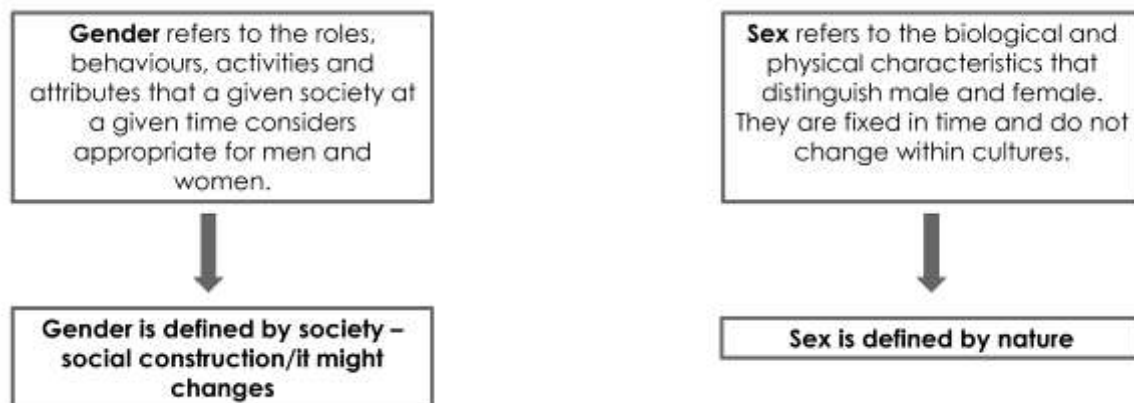 Gender refers to the roles,
behaviours, activities and
attributes that a given society at
a given time considers
appropriate for men and
women.
Sex refers to the biological and
physical characteristics that
distinguish male and female.
They are fixed in time and do not
change within cultures.
Gender is defined by society –
social construction/it might
changes
Sex is defined by nature